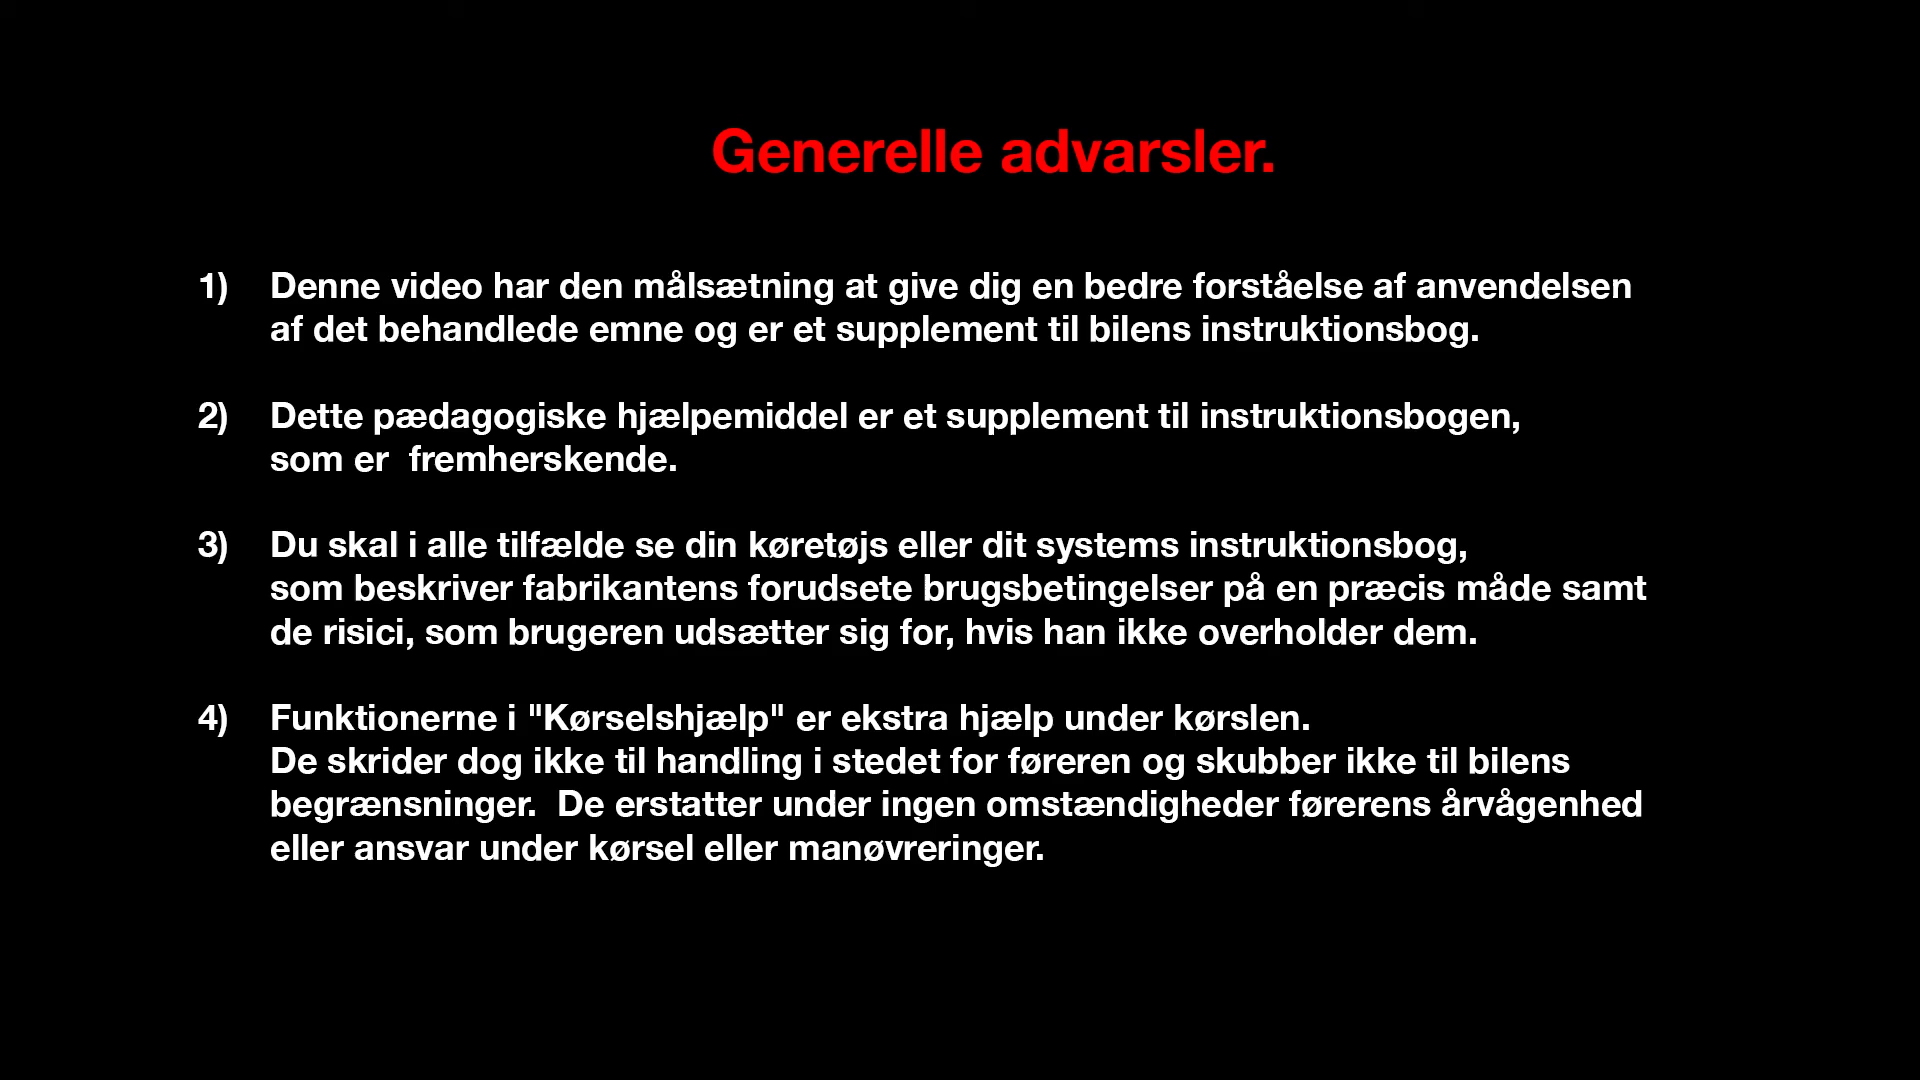 Generelle advarsler.
1) Denne video har den målsætning at give dig en bedre forståelse af anvendelsen
af det behandlede emne og er et supplement til bilens instruktionsbog.
2) Dette pædagogiske hjælpemiddel er et supplement til instruktionsbogen,
som er  fremherskende.
3) Du skal i alle tilfælde se din køretøjs eller dit systems instruktionsbog,
som beskriver fabrikantens forudsete brugsbetingelser på en præcis måde samt
de risici, som brugeren udsætter sig for, hvis han ikke overholder dem.
4) Funktionerne i "Kørselshjælp" er ekstra hjælp under kørslen.
De skrider dog ikke til handling i stedet for føreren og skubber ikke til bilens
begrænsninger.  De erstatter under ingen omstændigheder førerens årvågenhed
eller ansvar under kørsel eller manøvreringer.